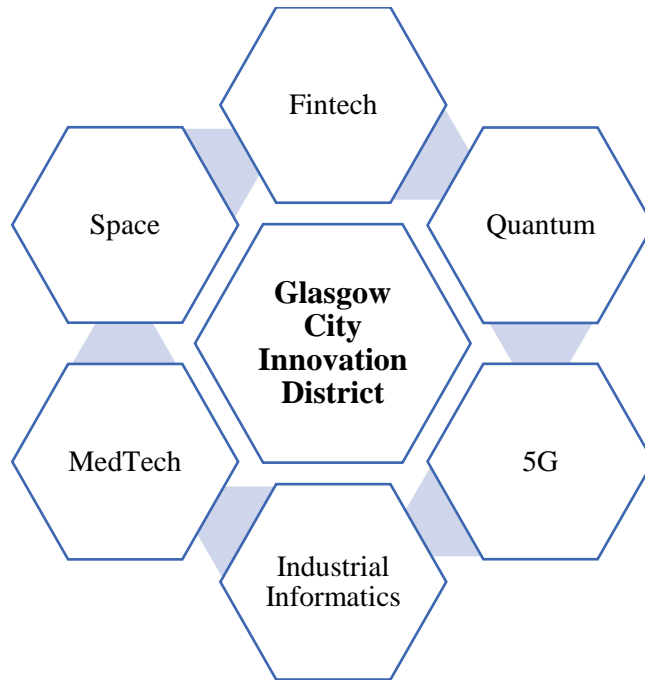 Fintech
Space
Quantum
Glasgow
City
Innovation
District
MedTech
5G
Industrial
Informatics